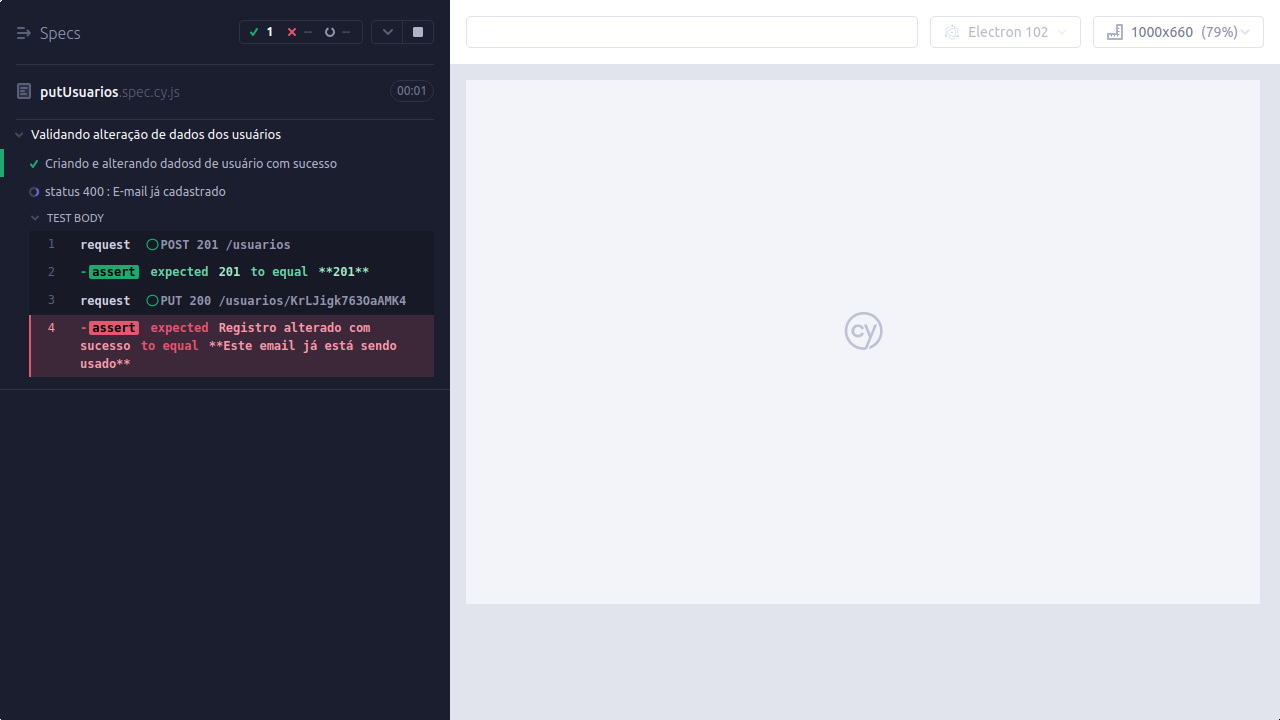 Specs
1 -- --
Electron 102
1000x660 (79%)
putUsuarios.spec.cy.js
00:01
Validando alteração de dados dos usuários
Criando e alterando dadosd de usuário com sucesso
status 400 : E-mail já cadastrado
TEST BODY
1 request POST 201 /usuarios
2 -assert expected 201 to equal **201**
3 request PUT 200 /usuarios/KrLJigk763OaAMK4
4 -assert expected Registro alterado com
sucesso to equal **Este email já está sendo
usado**
cy